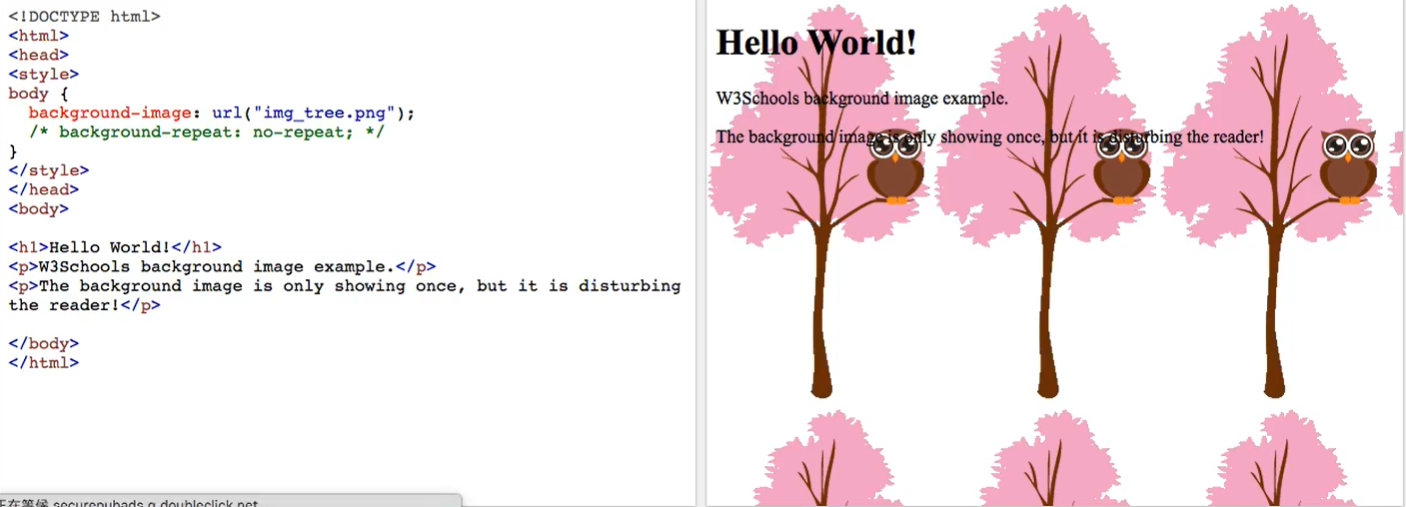 <!DOCTYPE html>
<html>
<head>
<style>
body {
  background-image: url("img_tree.png");
  /* background-repeat: no-repeat; */
}
</style>
</head>
<body>

<h1>Hello World!</h1>
<p>W3Schools background image example.</p>
<p>The background image is only showing once, but it is disturbing
the reader!</p>

</body>
</html>
正在等候 securepubads.g.doubleclick.net
Hello World!
W3Schools background image example.
The background image is only showing once, but it is disturbing the reader!